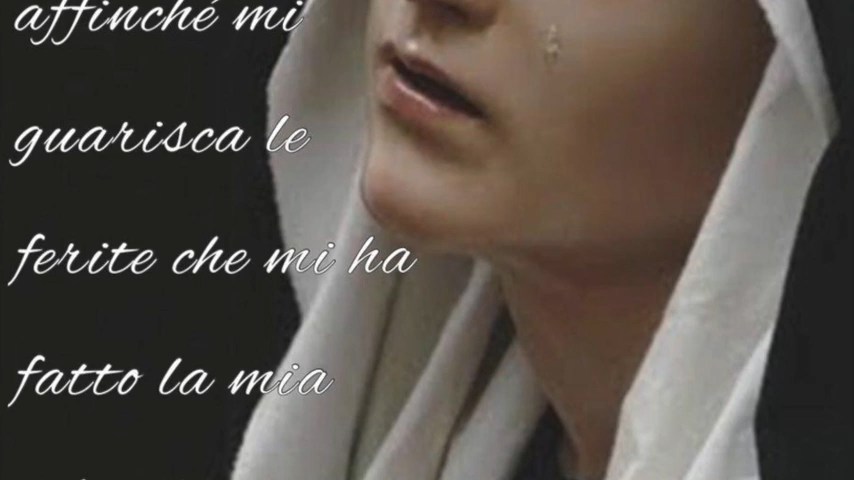 affinché mi
guarisca le
ferite che mi ha
fatto la mia